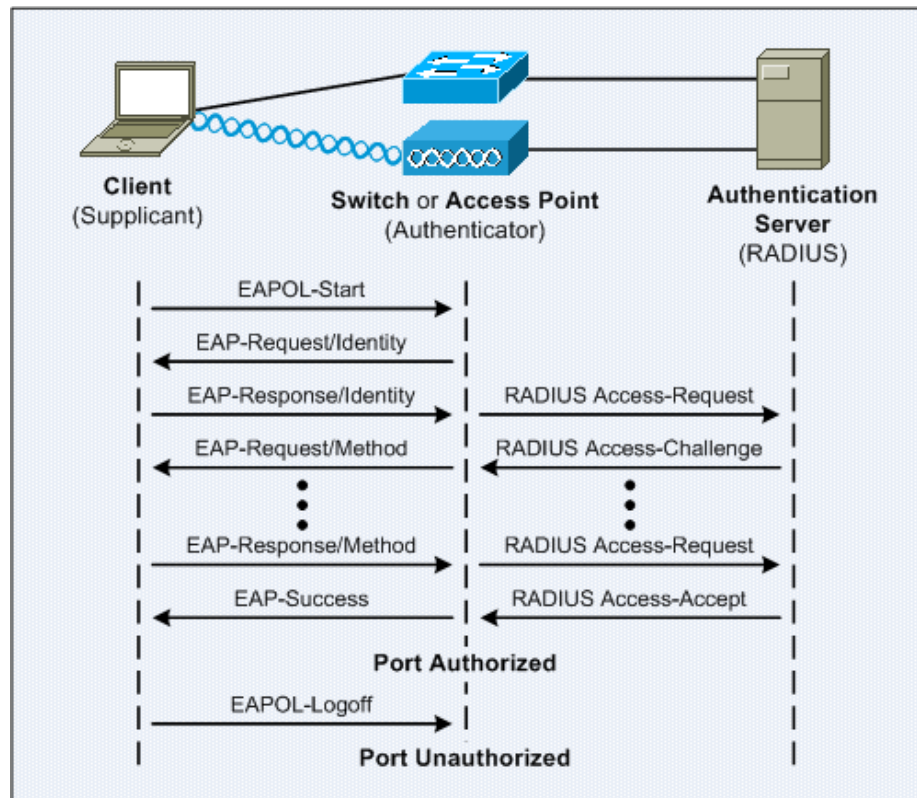 Client
(Supplicant)
Switch or Access Point
(Authenticator)
Authentication
Server
(RADIUS)
EAPOL-Start
EAP-Request/Identity
EAP-Response/Identity
RADIUS Access-Request
EAP-Request/Method
RADIUS Access-Challenge
EAP-Response/Method
RADIUS Access-Request
EAP-Success
RADIUS Access-Accept
Port Authorized
EAPOL-Logoff
Port Unauthorized